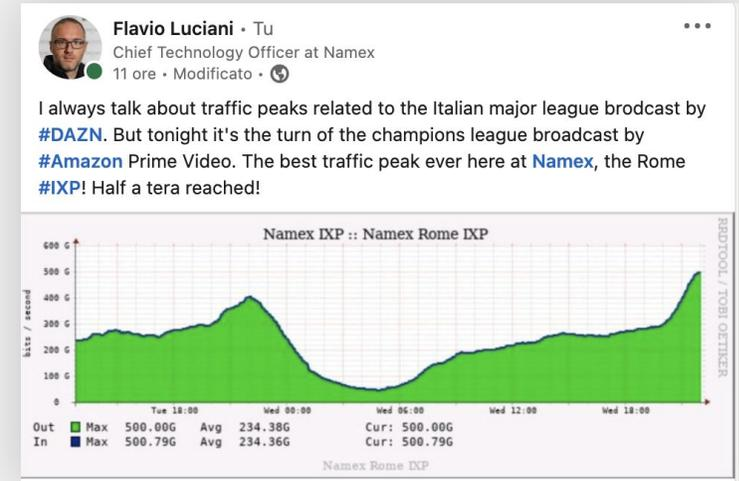 Flavio Luciani • Tu
Chief Technology Officer at Namex
11 ore • Modificato •
I always talk about traffic peaks related to the Italian major league brodcast by
#DAZN. But tonight it's the turn of the champions league broadcast by
#Amazon Prime Video. The best traffic peak ever here at Namex, the Rome
#IXP! Half a tera reached!
Namex IXP :: Namex Rome IXP
RRDTOOL / TOBI OETIKER
bits / second
600 G
500 G
400 G
300 G
200 G
100 G
0
Tue 18:00 Wed 00:00 Wed 06:00 Wed 12:00 Wed 18:00
Out Max 500.00G Avg 234.38G Cur: 500.00G
In Max 500.79G Avg 234.36G Cur: 500.79G
Namex Rome IXP